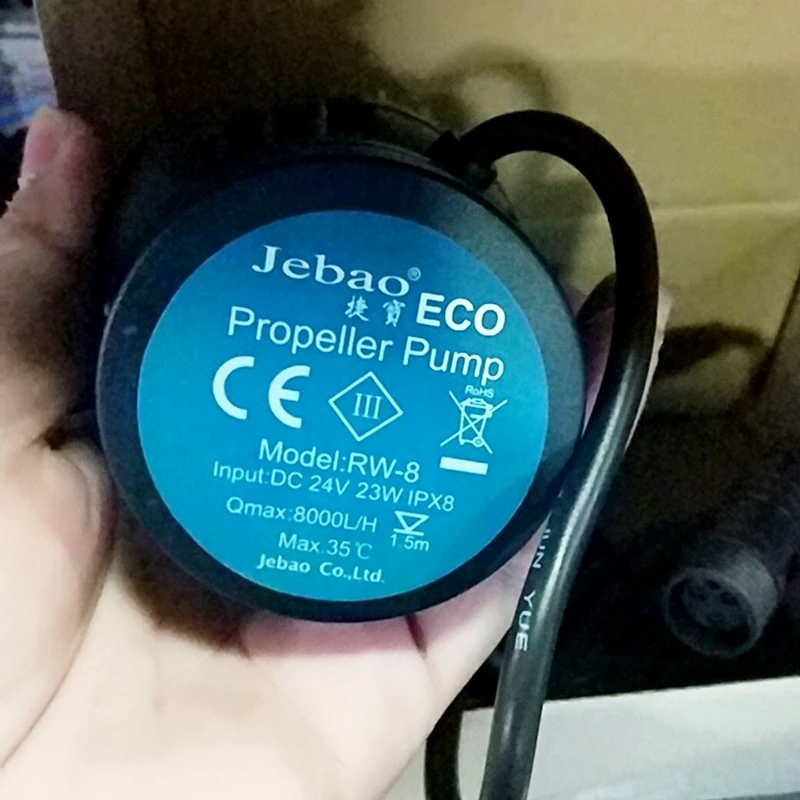 Jebao®
捷寶 ECO
Propeller Pump
CE III RoHS
Model:RW-8
Input:DC 24V 23W IPX8
Qmax:8000L/H
1.5m
Max.35℃
Jebao Co.,Ltd.
JUN YUE